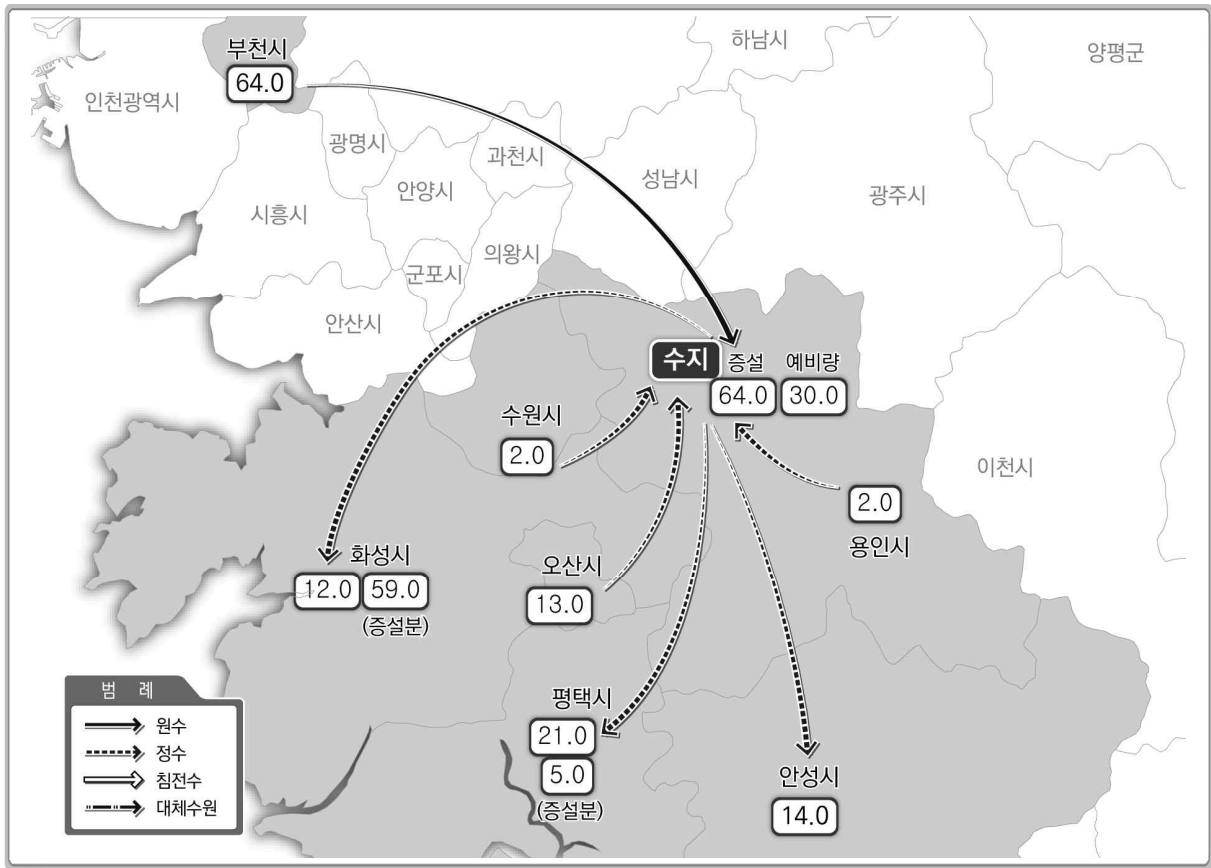 부천시
64.0
하남시
양평군
인천광역시
광명시
과천시
안양시
성남시
광주시
시흥시
의왕시
군포시
안산시
수지
증설
예비량
64.0
30.0
수원시
2.0
이천시
2.0
용인시
화성시
12.0
59.0
(증설분)
오산시
13.0
평택시
21.0
5.0
(증설분)
안성시
14.0
범 례
원수
정수
침전수
대체수원